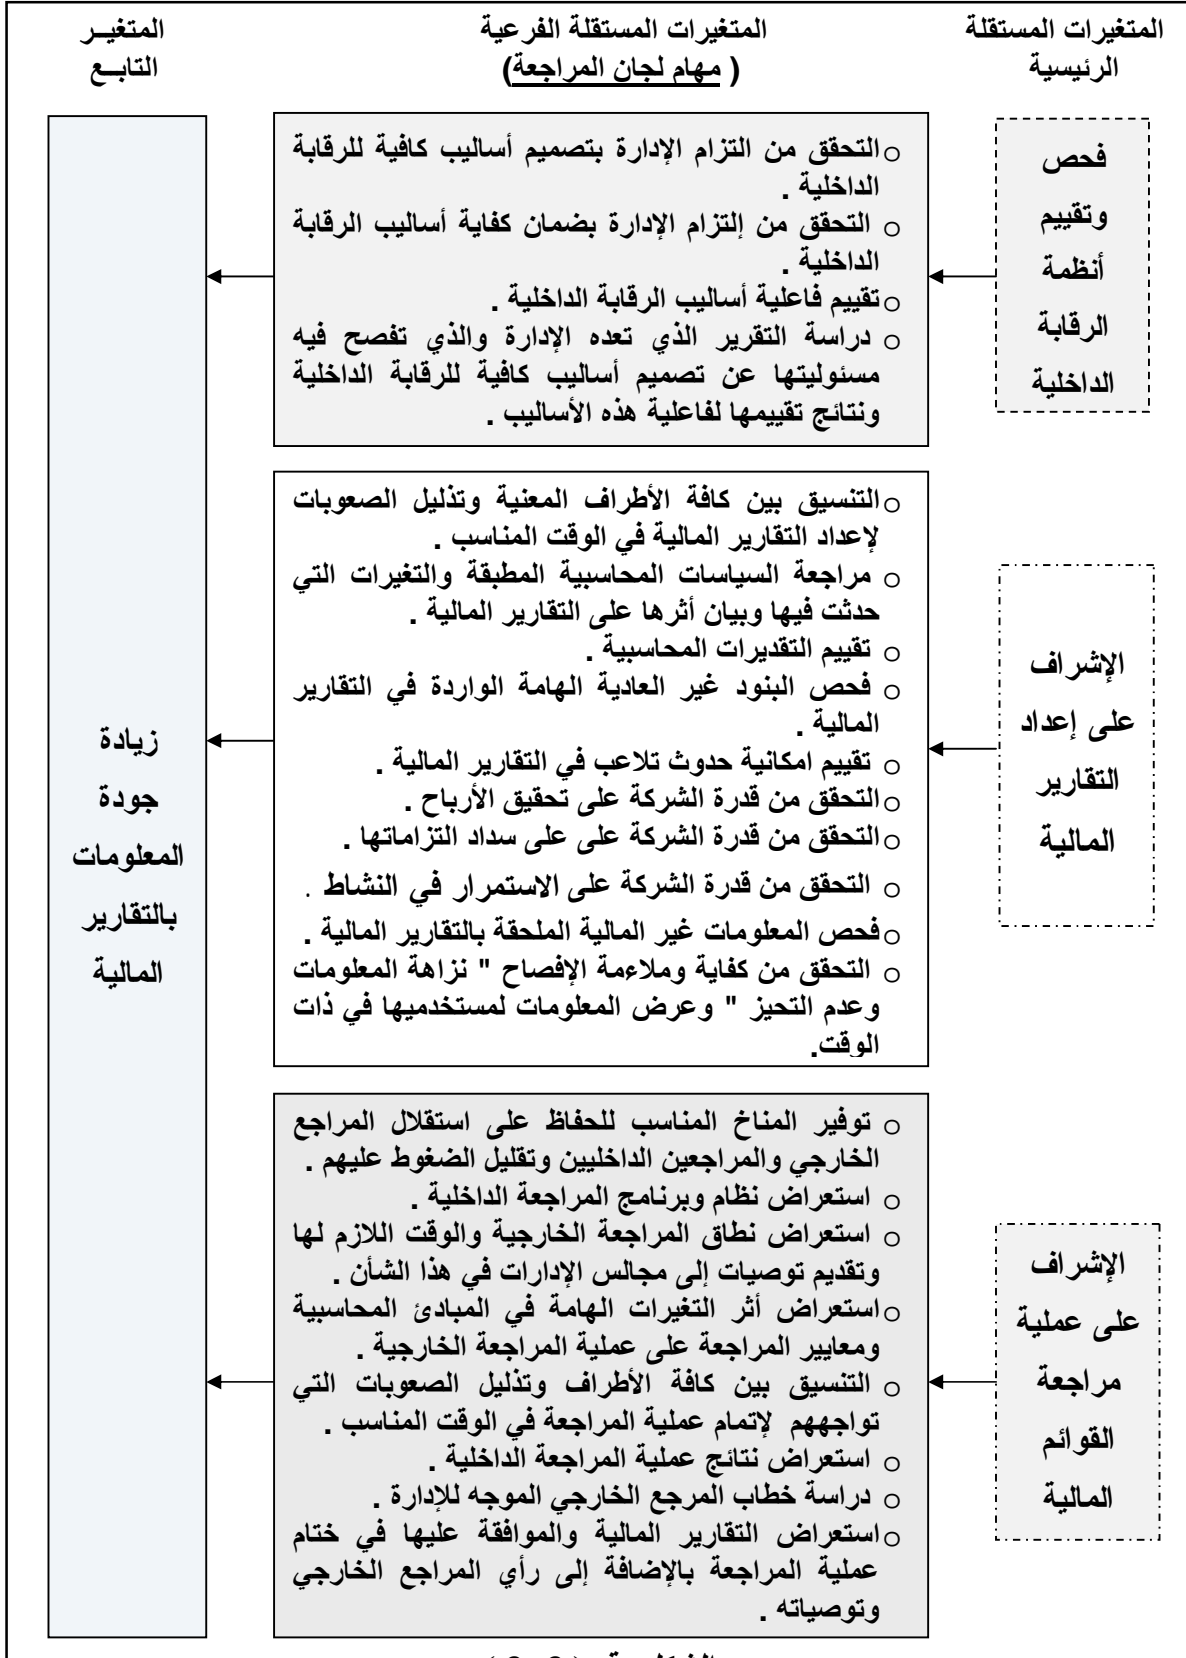 المتغيرات المستقلة
الرئيسية
المتغيرات المستقلة الفرعية
( مهام لجان المراجعة)
المتغيــر
التابــع
فحص
وتقييم
أنظمة
الرقابة
الداخلية
○ التحقق من التزام الإدارة بتصميم أساليب كافية للرقابة
الداخلية .
○ التحقق من إلتزام الإدارة بضمان كفاية أساليب الرقابة
الداخلية .
○ تقييم فاعلية أساليب الرقابة الداخلية .
○ دراسة التقرير الذي تعده الإدارة والذي تفصح فيه
مسئوليتها عن تصميم أساليب كافية للرقابة الداخلية
ونتائج تقييمها لفاعلية هذه الأساليب .
الإشراف
على إعداد
التقارير
المالية
○ التنسيق بين كافة الأطراف المعنية وتذليل الصعوبات
لإعداد التقارير المالية في الوقت المناسب .
○ مراجعة السياسات المحاسبية المطبقة والتغيرات التي
حدثت فيها وبيان أثرها على التقارير المالية .
○ تقييم التقديرات المحاسبية .
○ فحص البنود غير العادية الهامة الواردة في التقارير
المالية .
○ تقييم امكانية حدوث تلاعب في التقارير المالية .
○ التحقق من قدرة الشركة على تحقيق الأرباح .
○ التحقق من قدرة الشركة على على سداد التزاماتها .
○ التحقق من قدرة الشركة على الاستمرار في النشاط .
○ فحص المعلومات غير المالية الملحقة بالتقارير المالية .
○ التحقق من كفاية وملاءمة الإفصاح " نزاهة المعلومات
وعدم التحيز " وعرض المعلومات لمستخدميها في ذات
الوقت.
الإشراف
على عملية
مراجعة
القوائم
المالية
○ توفير المناخ المناسب للحفاظ على استقلال المراجع
الخارجي والمراجعين الداخليين وتقليل الضغوط عليهم .
○ استعراض نظام وبرنامج المراجعة الداخلية .
○ استعراض نطاق المراجعة الخارجية والوقت اللازم لها
وتقديم توصيات إلى مجالس الإدارات في هذا الشأن .
○ استعراض أثر التغيرات الهامة في المبادئ المحاسبية
ومعايير المراجعة على عملية المراجعة الخارجية .
○ التنسيق بين كافة الأطراف وتذليل الصعوبات التي
تواجههم لإتمام عملية المراجعة في الوقت المناسب .
○ استعراض نتائج عملية المراجعة الداخلية .
○ دراسة خطاب المرجع الخارجي الموجه للإدارة .
○ استعراض التقارير المالية والموافقة عليها في ختام
عملية المراجعة بالإضافة إلى رأي المراجع الخارجي
وتوصياته .
زيادة
جودة
المعلومات
بالتقارير
المالية